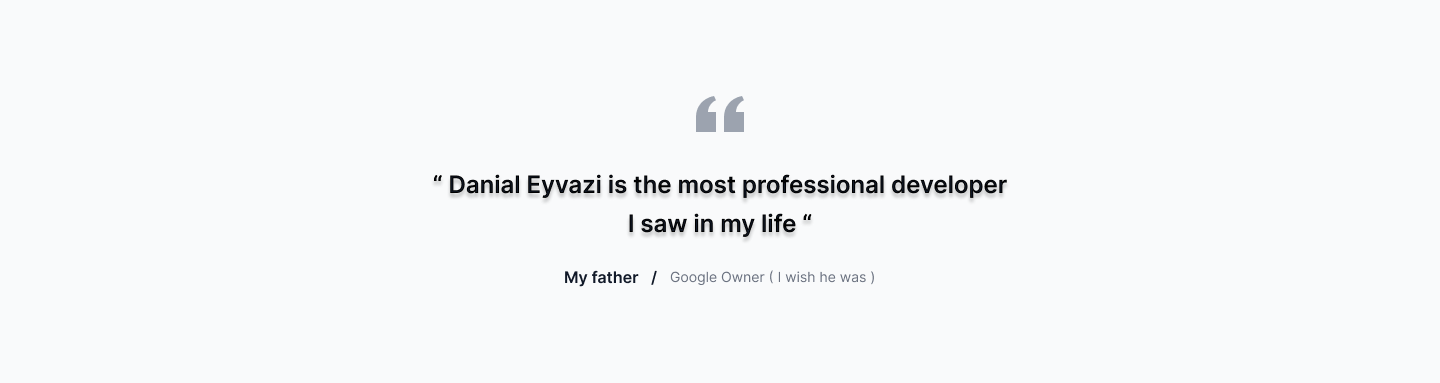 “ Danial Eyvazi is the most professional developer
I saw in my life “
My father / Google Owner ( I wish he was )